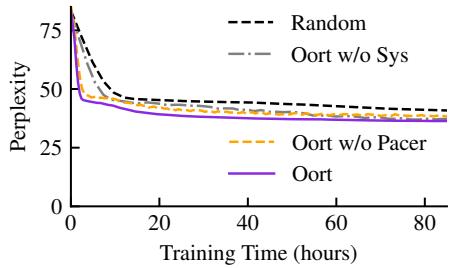 Perplexity
75
50
25
0
Random
Oort w/o Sys
Oort w/o Pacer
Oort
0 20 40 60 80
Training Time (hours)